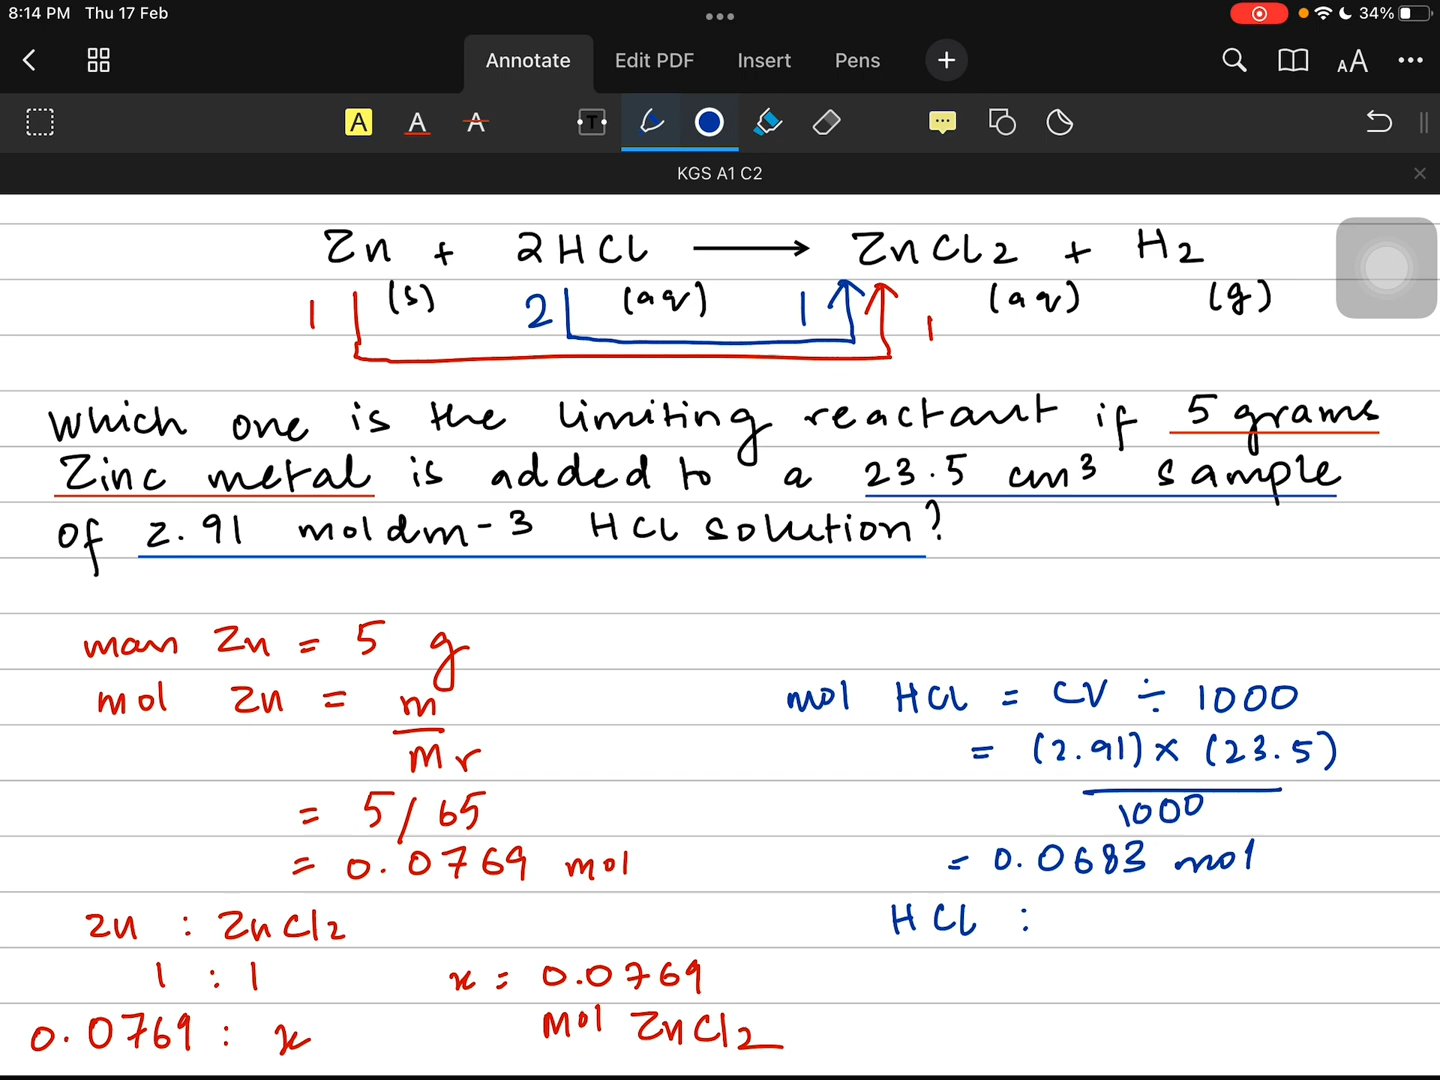 8:14 PM Thu 17 Feb
34%
Annotate Edit PDF Insert Pens
A A A T
AA
KGS A1 C2
Zn + 2HCl → ZnCl2 + H2
(s) (aq) (aq) (g)
1 2 1 1
Which one is the limiting reactant if 5 grams
Zinc metal is added to a 23.5 cm3 sample
of 2.91 moldm-3 HCl solution?
mass Zn = 5 g
mol Zn = m
Mr
= 5/65
= 0.0769 mol
Zn : ZnCl2
1 : 1
0.0769 : x
x = 0.0769
mol ZnCl2
mol HCl = CV ÷ 1000
= (2.91) × (23.5)
1000
= 0.0683 mol
HCl :